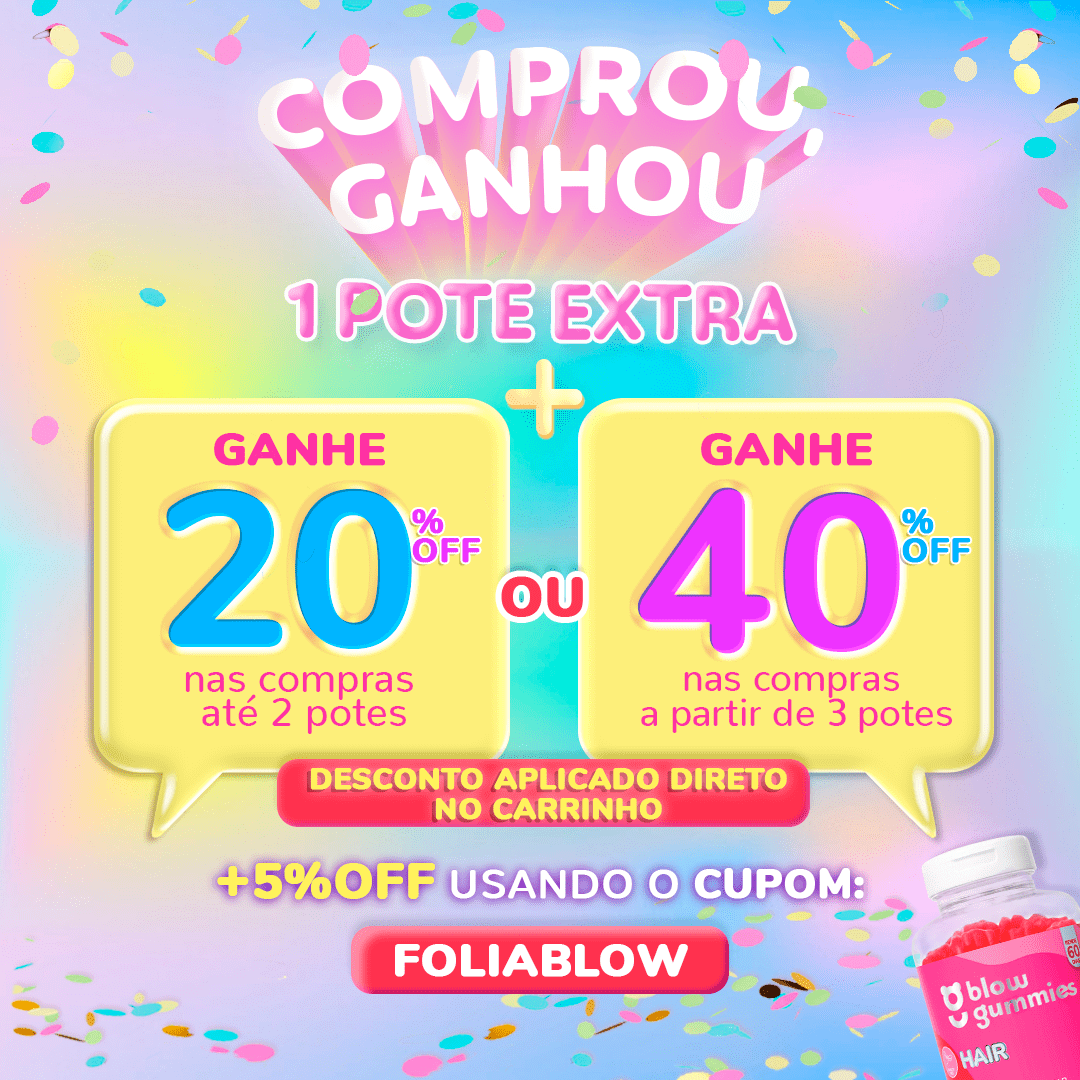 COMPROU,
GANHOU
1 POTE EXTRA
+
GANHE
20
%
OFF
nas compras
até 2 potes
OU
GANHE
40
%
OFF
nas compras
a partir de 3 potes
DESCONTO APLICADO DIRETO
NO CARRINHO
+5%OFF USANDO O CUPOM:
FOLIABLOW
60
blow
gummies
HAIR